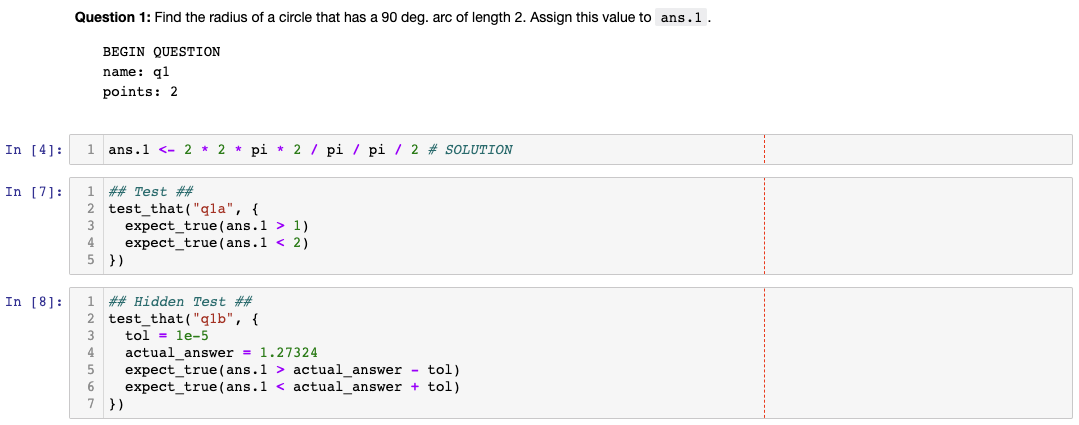 Question 1: Find the radius of a circle that has a 90 deg. arc of length 2. Assign this value to ans.1 .
BEGIN QUESTION
name: q1
points: 2
In [4]: 1 ans.1 <- 2 * 2 * pi * 2 / pi / pi / 2 # SOLUTION
In [7]: 1 ## Test ##
2 test_that("q1a", {
3 expect_true(ans.1 > 1)
4 expect_true(ans.1 < 2)
5 })
In [8]: 1 ## Hidden Test ##
2 test_that("q1b", {
3 tol = 1e-5
4 actual_answer = 1.27324
5 expect_true(ans.1 > actual_answer - tol)
6 expect_true(ans.1 < actual_answer + tol)
7 })